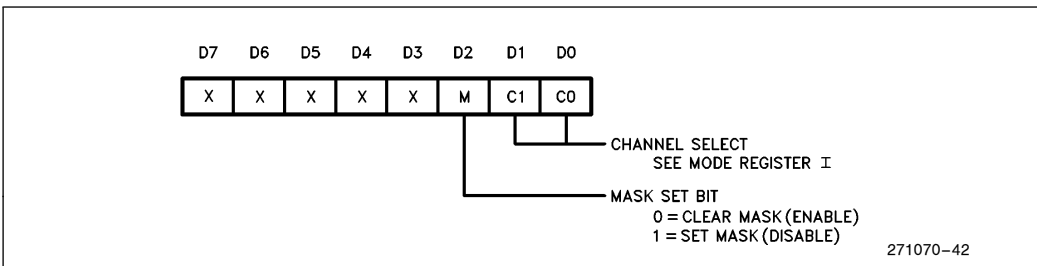 D7 D6 D5 D4 D3 D2 D1 D0
X X X X X M C1 C0
CHANNEL SELECT
SEE MODE REGISTER I
MASK SET BIT
0 = CLEAR MASK (ENABLE)
1 = SET MASK (DISABLE)
271070-42